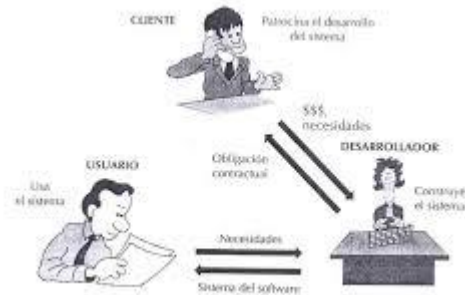 CLIENTE
Patrocina el desarrollo
del sistema
$$$,
necesidades
DESARROLLADOR
Obligación
contractual
USUARIO
Usa
el sistema
Construye
el sistema
Necesidades
Sistema del software